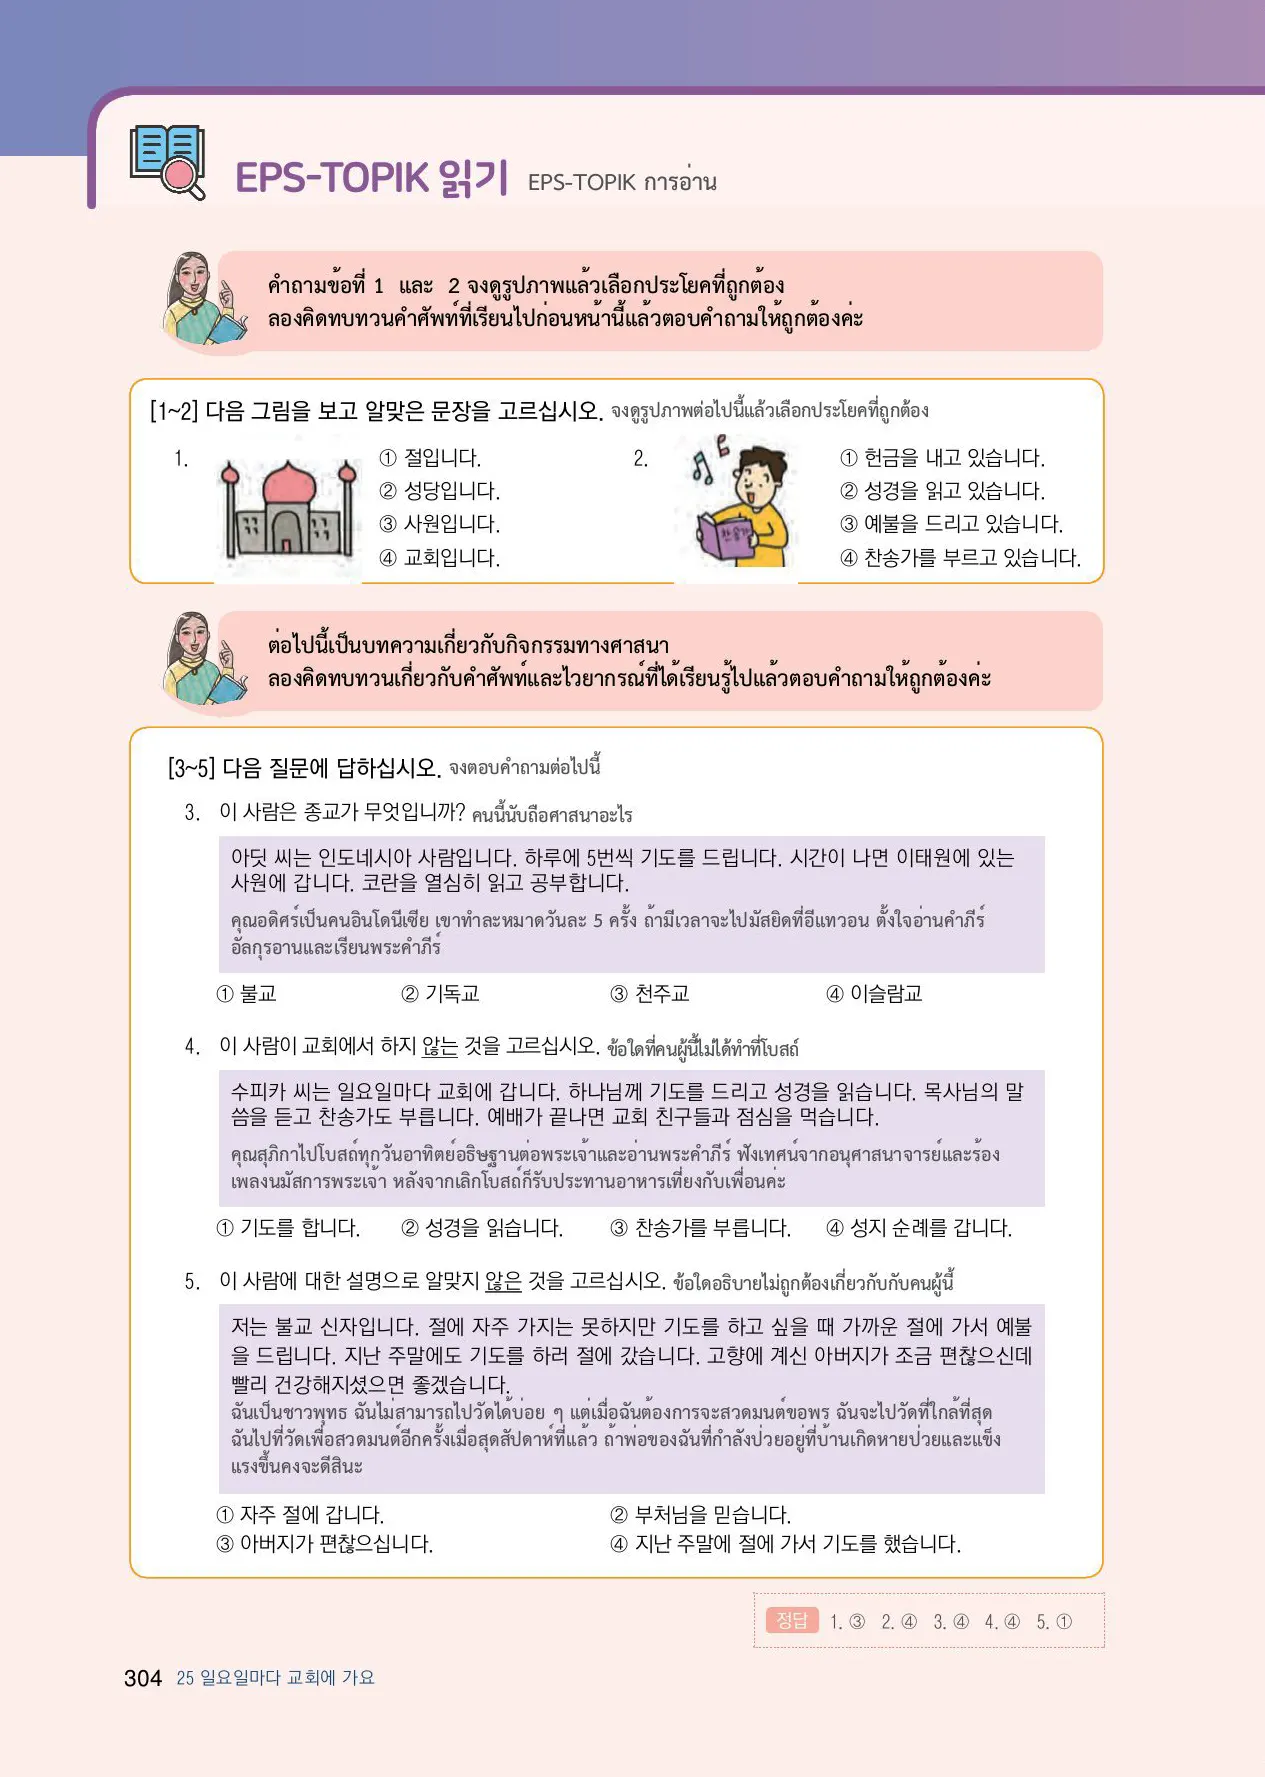 EPS-TOPIK 읽기 EPS-TOPIK การอ่าน
คำถามข้อที่ 1 และ 2 จงดูรูปภาพแล้วเลือกประโยคที่ถูกต้อง
ลองคิดทบทวนคำศัพท์ที่เรียนไปก่อนหน้านี้แล้วตอบคำถามให้ถูกต้องค่ะ
[1~2] 다음 그림을 보고 알맞은 문장을 고르십시오. จงดูรูปภาพต่อไปนี้แล้วเลือกประโยคที่ถูกต้อง
1.
① 절입니다.
② 성당입니다.
③ 사원입니다.
④ 교회입니다.
2.
찬송가
① 헌금을 내고 있습니다.
② 성경을 읽고 있습니다.
③ 예불을 드리고 있습니다.
④ 찬송가를 부르고 있습니다.
ต่อไปนี้เป็นบทความเกี่ยวกับกิจกรรมทางศาสนา
ลองคิดทบทวนเกี่ยวกับคำศัพท์และไวยากรณ์ที่ได้เรียนรู้ไปแล้วตอบคำถามให้ถูกต้องค่ะ
[3~5] 다음 질문에 답하십시오. จงตอบคำถามต่อไปนี้
3. 이 사람은 종교가 무엇입니까? คนนี้นับถือศาสนาอะไร
아딧 씨는 인도네시아 사람입니다. 하루에 5번씩 기도를 드립니다. 시간이 나면 이태원에 있는
사원에 갑니다. 코란을 열심히 읽고 공부합니다.
คุณอดิศร์เป็นคนอินโดนีเซีย เขาทำละหมาดวันละ 5 ครั้ง ถ้ามีเวลาจะไปมัสยิดที่อีแทวอน ตั้งใจอ่านคำภีร์
อัลกุรอานและเรียนพระคำภีร์
① 불교 ② 기독교 ③ 천주교 ④ 이슬람교
4. 이 사람이 교회에서 하지 않는 것을 고르십시오. ข้อใดที่คนผู้นี้ไม่ได้ทำที่โบสถ์
수피카 씨는 일요일마다 교회에 갑니다. 하나님께 기도를 드리고 성경을 읽습니다. 목사님의 말
씀을 듣고 찬송가도 부릅니다. 예배가 끝나면 교회 친구들과 점심을 먹습니다.
คุณสุภิกาไปโบสถ์ทุกวันอาทิตย์อธิษฐานต่อพระเจ้าและอ่านพระคำภีร์ ฟังเทศน์จากอนุศาสนาจารย์และร้อง
เพลงนมัสการพระเจ้า หลังจากเลิกโบสถ์ก็รับประทานอาหารเที่ยงกับเพื่อนค่ะ
① 기도를 합니다. ② 성경을 읽습니다. ③ 찬송가를 부릅니다. ④ 성지 순례를 갑니다.
5. 이 사람에 대한 설명으로 알맞지 않은 것을 고르십시오. ข้อใดอธิบายไม่ถูกต้องเกี่ยวกับกับคนผู้นี้
저는 불교 신자입니다. 절에 자주 가지는 못하지만 기도를 하고 싶을 때 가까운 절에 가서 예불
을 드립니다. 지난 주말에도 기도를 하러 절에 갔습니다. 고향에 계신 아버지가 조금 편찮으신데
빨리 건강해지셨으면 좋겠습니다.
ฉันเป็นชาวพุทธ ฉันไม่สามารถไปวัดได้บ่อย ๆ แต่เมื่อฉันต้องการจะสวดมนต์ขอพร ฉันจะไปวัดที่ใกล้ที่สุด
ฉันไปที่วัดเพื่อสวดมนต์อีกครั้งเมื่อสุดสัปดาห์ที่แล้ว ถ้าพ่อของฉันที่กำลังป่วยอยู่ที่บ้านเกิดหายป่วยและแข็ง
แรงขึ้นคงจะดีสินะ
① 자주 절에 갑니다. ② 부처님을 믿습니다.
③ 아버지가 편찮으십니다. ④ 지난 주말에 절에 가서 기도를 했습니다.
정답 1. ③ 2. ④ 3. ④ 4. ④ 5. ①
304 25 일요일마다 교회에 가요